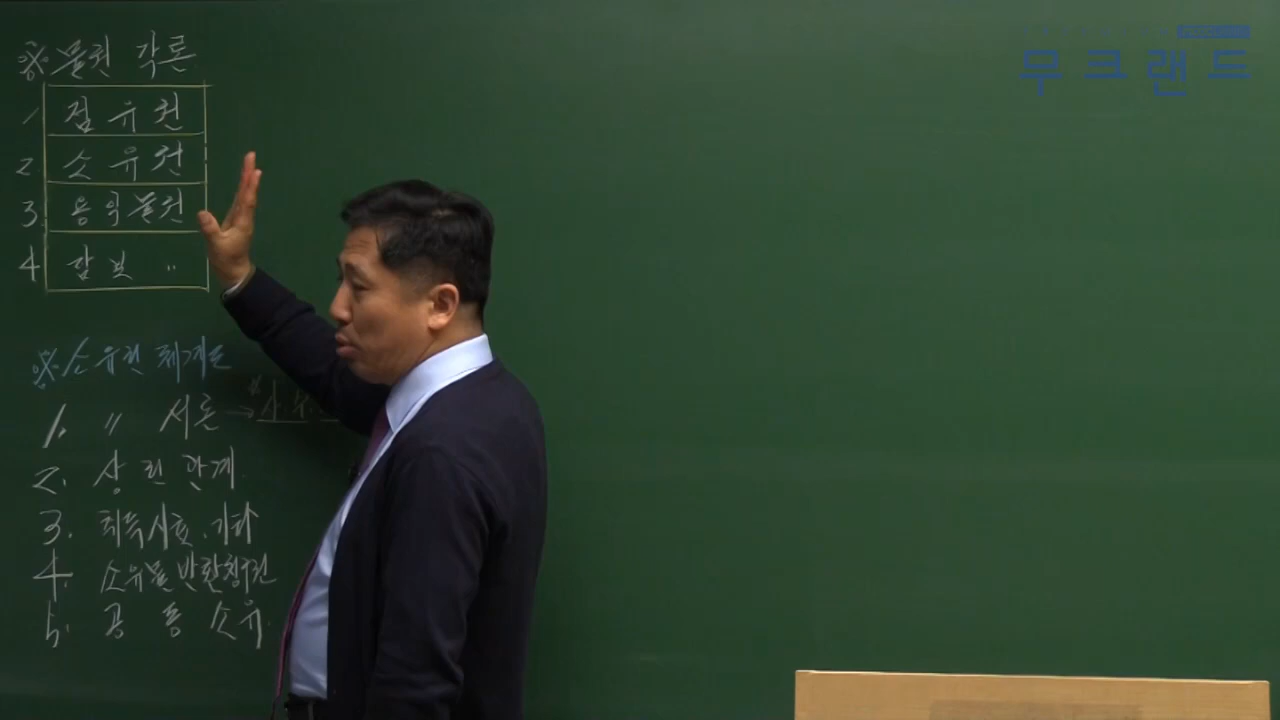 ※ 물권 각론
1 점유권
2 소유권
3 용익물권
4 담보 〃
※ 소유권 체계도
1. 〃 서론 →
2. 상린관계
3. 취득시효.기타
4. 소유물반환청구권
5. 공동소유.
무크랜드